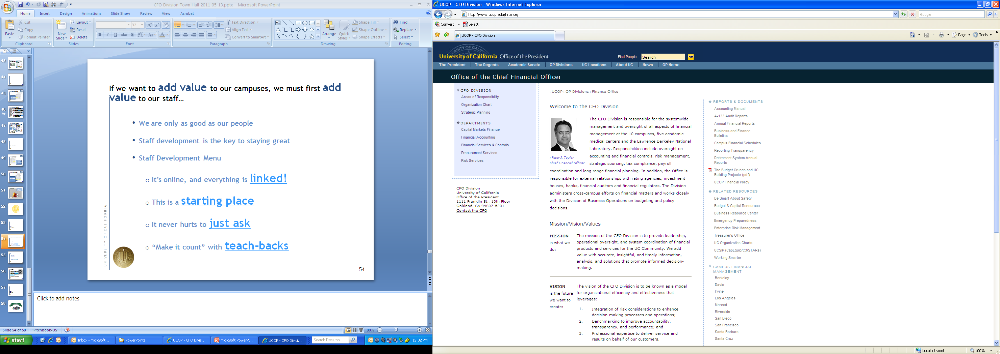 CFO Division Town Hall_2011-05-13.pptx - Microsoft PowerPoint
Home Insert Design Animations Slide Show Review View Acrobat
Paste
Cut
Copy
Format Painter
Clipboard
New Slide
Layout
Reset
Delete
Slides
32
Font
Paragraph
Text Direction
Align Text
Convert to SmartArt
Arrange
Quick Styles
Shape Fill
Shape Outline
Shape Effects
Drawing
Find
Replace
Select
Editing
43
44
45
46
47
48
49
50
51
52
53
54
55
56
57
58
If we want to add value to our campuses, we must first add
value to our staff...
• We are only as good as our people
• Staff development is the key to staying great
• Staff Development Menu
o It's online, and everything is linked!
o This is a starting place
o It never hurts to just ask
o “Make it count” with teach-backs
UNIVERSITY OF CALIFORNIA
54
Click to add notes
Slide 54 of 58 "Pitchbook-US" 80%
start Inbox - Microsoft ... PowerPoints UCOP - CFO Divis... Microsoft PowerP... UCOP - CFO Divisi... Search Desktop 12:32 PM
UCOP - CFO Division - Windows Internet Explorer
http://www.ucop.edu/finance/ Google
Convert Select
UCOP - CFO Division Page Tools
UNIVERSITY OF CALIFORNIA
University of California Office of the President Find People Search GO
The President The Regents Academic Senate OP Divisions UC Locations About UC News OP Home
Office of the Chief Financial Officer
CFO DIVISION
Areas of Responsibility
Organization Chart
Strategic Planning
DEPARTMENTS
Capital Markets Finance
Financial Accounting
Financial Services & Controls
Procurement Services
Risk Services
CFO Division
University of California
Office of the President
1111 Franklin St., 10th Floor
Oakland, CA 94607-5201
Contact the CFO
› UCOP › OP Divisions › Finance Office
Welcome to the CFO Division
› Peter J. Taylor
Chief Financial Officer
The CFO Division is responsible for the systemwide
management and oversight of all aspects of financial
management at the 10 campuses, five academic
medical centers and the Lawrence Berkeley National
Laboratory. Responsibilities include oversight on
accounting and financial controls, risk management,
strategic sourcing, tax compliance, payroll
coordination and long range financial planning. In addition, the Office is
responsible for external relationships with rating agencies, investment
houses, banks, financial auditors and financial regulators. The Division
administers cross-campus efforts on financial matters and works closely
with the Division of Business Operations on budgeting and policy
decisions.
Mission/Vision/Values
MISSION
is what we
do:
The mission of the CFO Division is to provide leadership,
operational oversight, and system coordination of financial
products and services for the UC Community. We add
value with accurate, insightful, and timely information,
analysis, and solutions that promote informed decision-
making.
VISION
is the future
we want to
create:
The vision of the CFO Division is to be known as a model
for organizational efficiency and effectiveness that
leverages:
1. Integration of risk considerations to enhance
decision-making processes and operations;
2. Benchmarking to improve accountability,
transparency, and performance; and
3. Professional expertise to deliver service and
results on behalf of our customers.
REPORTS & DOCUMENTS
Accounting Manual
A-133 Audit Reports
Annual Financial Reports
Business and Finance
Bulletins
Campus Financial Schedules
Reporting Transparency
Retirement System Annual
Reports
The Budget Crunch and UC
Building Projects (pdf)
UCOP Financial Policy
RELATED RESOURCES
Be Smart About Safety
Budget & Capital Resources
Business Resource Center
Emergency Preparedness
Enterprise Risk Management
Treasurer's Office
UC Organization Charts
UCSIP (CapEquip/C3/STARs)
Working Smarter
CAMPUS FINANCIAL
MANAGEMENT
Berkeley
Davis
Irvine
Los Angeles
Merced
Riverside
San Diego
San Francisco
Santa Barbara
Santa Cruz
Local intranet 100%